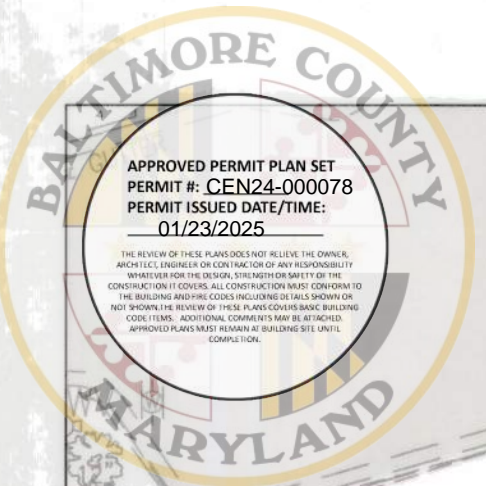 BALTIMORE COUNTY
APPROVED PERMIT PLAN SET
PERMIT #: CEN24-000078
PERMIT ISSUED DATE/TIME:
01/23/2025
THE REVIEW OF THESE PLANS DOES NOT RELIEVE THE OWNER,
ARCHITECT, ENGINEER OR CONTRACTOR OF ANY RESPONSIBILITY
WHATEVER FOR THE DESIGN, STRENGTH OR SAFETY OF THE
CONSTRUCTION IT COVERS. ALL CONSTRUCTION MUST CONFORM TO
THE BUILDING AND FIRE CODES INCLUDING DETAILS SHOWN OR
NOT SHOWN.THE REVIEW OF THESE PLANS COVERS BASIC BUILDING
CODE ITEMS. ADDITIONAL COMMENTS MAY BE ATTACHED.
APPROVED PLANS MUST REMAIN AT BUILDING SITE UNTIL
COMPLETION.
MARYLAND